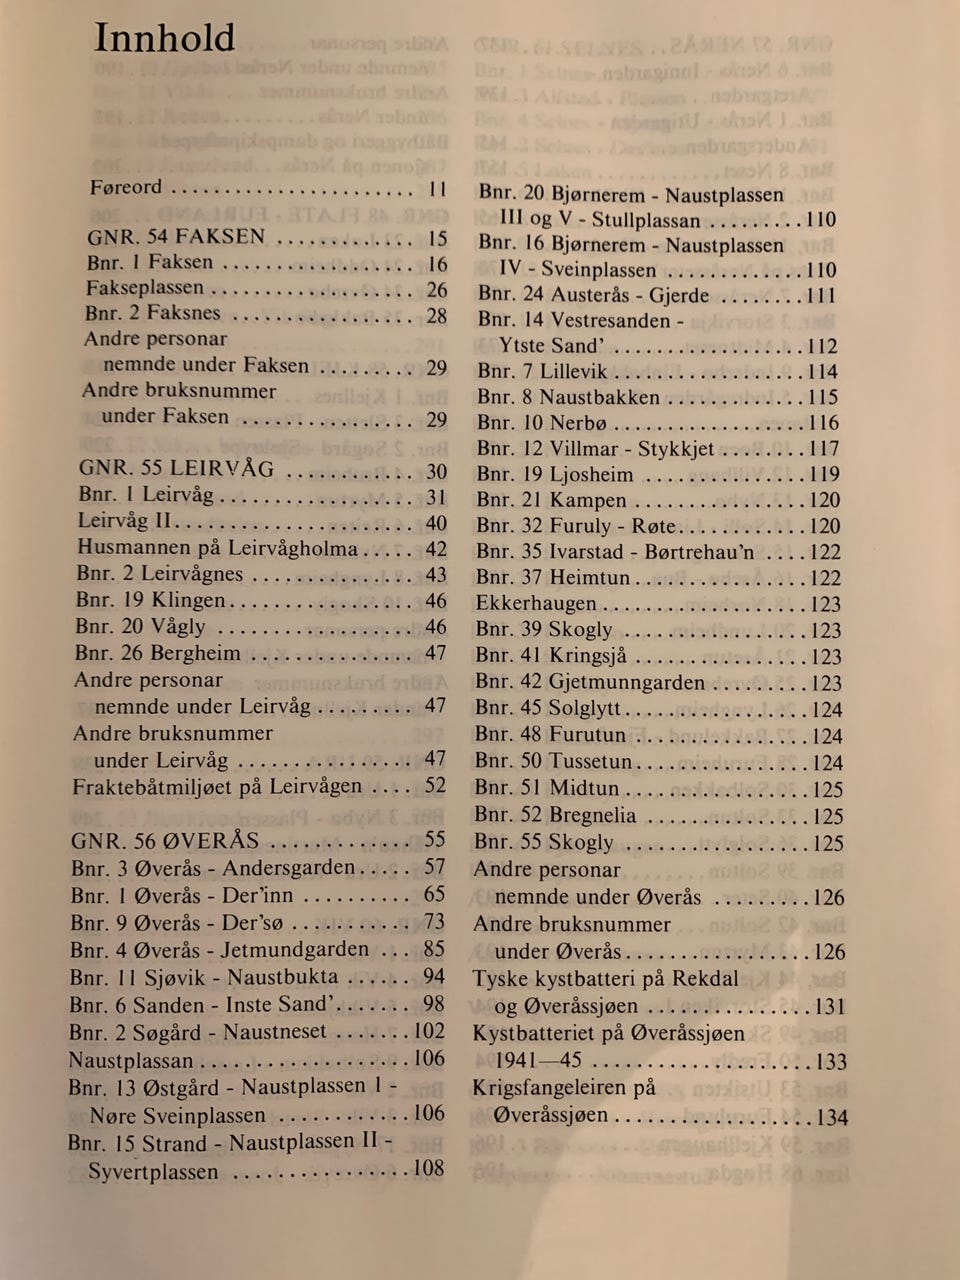 Innhold
Føreord ...................... 11
GNR. 54 FAKSEN ............. 15
Bnr. 1 Faksen .................. 16
Fakseplassen ................... 26
Bnr. 2 Faksnes ................. 28
Andre personar
nemnde under Faksen ......... 29
Andre bruksnummer
under Faksen ................ 29
GNR. 55 LEIRVÅG ............ 30
Bnr. 1 Leirvåg .................. 31
Leirvåg II ...................... 40
Husmannen på Leirvågholma ..... 42
Bnr. 2 Leirvågnes ............... 43
Bnr. 19 Klingen ................. 46
Bnr. 20 Vågly .................. 46
Bnr. 26 Bergheim ............... 47
Andre personar
nemnde under Leirvåg ......... 47
Andre bruksnummer
under Leirvåg ................ 47
Fraktebåtmiljøet på Leirvågen .... 52
GNR. 56 ØVERÅS ............. 55
Bnr. 3 Øverås - Andersgarden ..... 57
Bnr. 1 Øverås - Der'inn .......... 65
Bnr. 9 Øverås - Der'sø ........... 73
Bnr. 4 Øverås - Jetmundgarden ... 85
Bnr. 11 Sjøvik - Naustbukta ...... 94
Bnr. 6 Sanden - Inste Sand' ....... 98
Bnr. 2 Søgård - Naustneset ....... 102
Naustplassan ................... 106
Bnr. 13 Østgård - Naustplassen I -
Nøre Sveinplassen ............ 106
Bnr. 15 Strand - Naustplassen II -
Syvertplassen ................ 108
Bnr. 20 Bjørnerem - Naustplassen
III og V - Stullplassan ......... 110
Bnr. 16 Bjørnerem - Naustplassen
IV - Sveinplassen ............. 110
Bnr. 24 Austerås - Gjerde ........ 111
Bnr. 14 Vestresanden -
Ytste Sand' .................. 112
Bnr. 7 Lillevik .................. 114
Bnr. 8 Naustbakken ............. 115
Bnr. 10 Nerbø .................. 116
Bnr. 12 Villmar - Stykkjet ........ 117
Bnr. 19 Ljosheim ............... 119
Bnr. 21 Kampen ................ 120
Bnr. 32 Furuly - Røte ............ 120
Bnr. 35 Ivarstad - Børtrehau'n .... 122
Bnr. 37 Heimtun ................ 122
Ekkerhaugen ................... 123
Bnr. 39 Skogly ................. 123
Bnr. 41 Kringsjå ................ 123
Bnr. 42 Gjetmunngarden ......... 123
Bnr. 45 Solglytt ................. 124
Bnr. 48 Furutun ................ 124
Bnr. 50 Tussetun ................ 124
Bnr. 51 Midtun ................. 125
Bnr. 52 Bregnelia ............... 125
Bnr. 55 Skogly ................. 125
Andre personar
nemnde under Øverås ......... 126
Andre bruksnummer
under Øverås ................. 126
Tyske kystbatteri på Rekdal
og Øveråssjøen ............... 131
Kystbatteriet på Øveråssjøen
1941—45 .................... 133
Krigsfangeleiren på
Øveråssjøen .................. 134